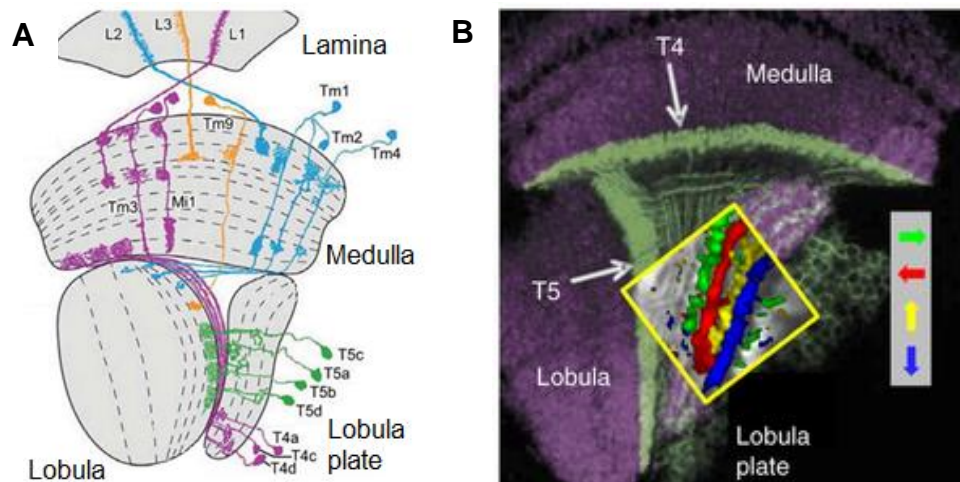 A
L2
L3
L1
Lamina
Tm1
Tm9
Tm2
Tm4
Tm3
Mi1
Medulla
T5c
T5a
T5b
T5d
T4a
T4c
T4d
Lobula
plate
Lobula
B
T4
Medulla
T5
Lobula
Lobula
plate